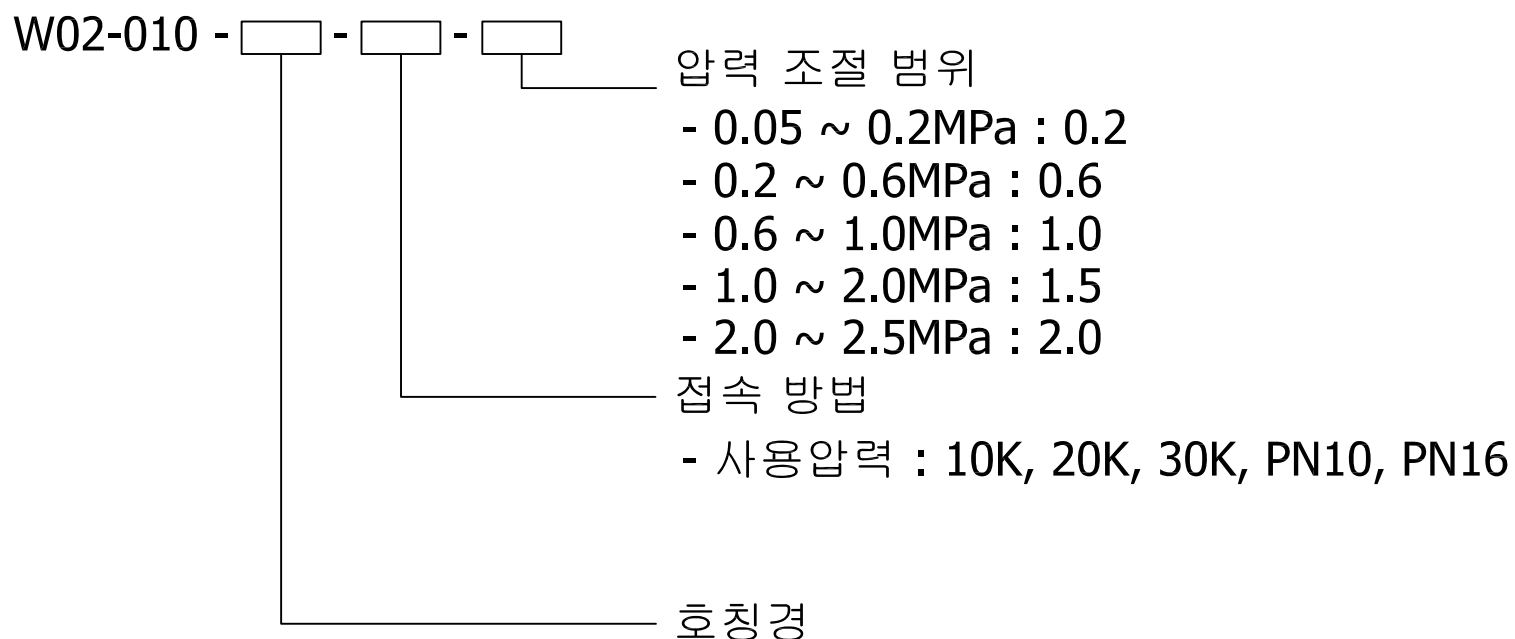 W02-010 - - -
압력 조절 범위
- 0.05 ~ 0.2MPa : 0.2
- 0.2 ~ 0.6MPa : 0.6
- 0.6 ~ 1.0MPa : 1.0
- 1.0 ~ 2.0MPa : 1.5
- 2.0 ~ 2.5MPa : 2.0
접속 방법
- 사용압력 : 10K, 20K, 30K, PN10, PN16
호칭경